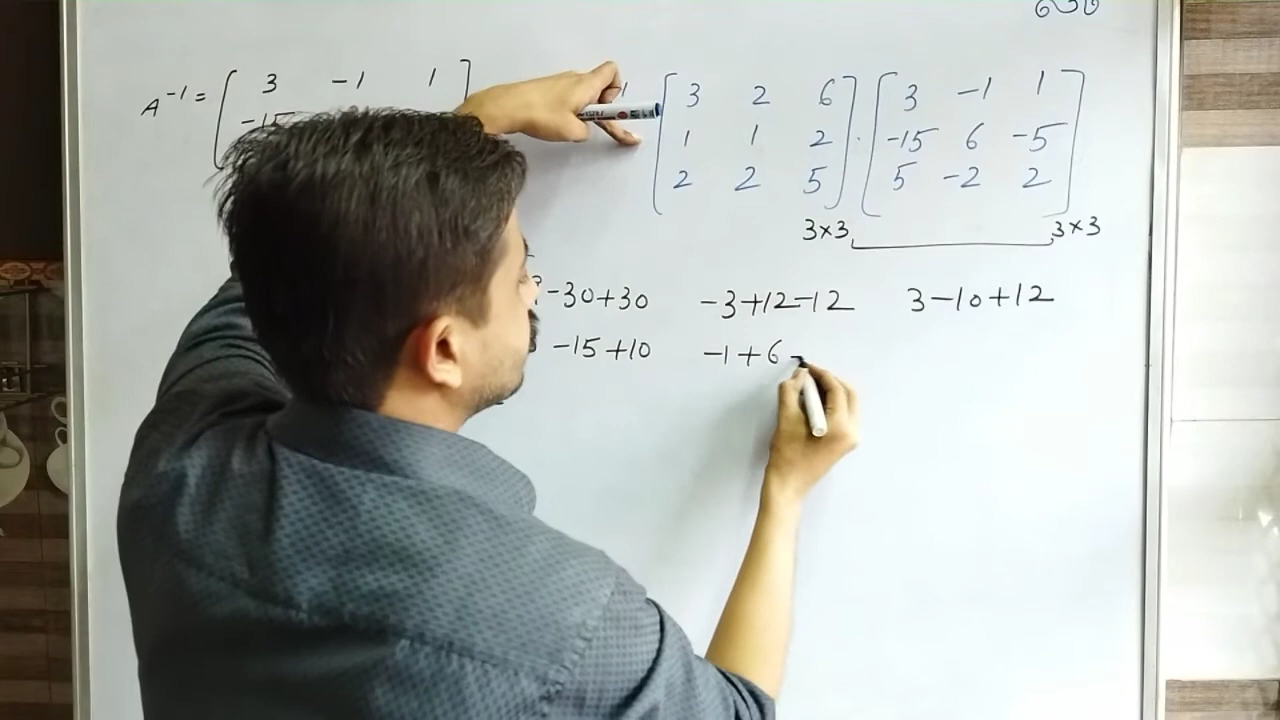 A⁻¹ = [ 3 -1 1 ] [ 3 2 6 ] . [ 3 -1 1 ]
-15 1 1 2 -15 6 -5
2 2 5 5 -2 2
3×3 3×3
-30+30 -3+12-12 3-10+12
-15+10 -1+6-